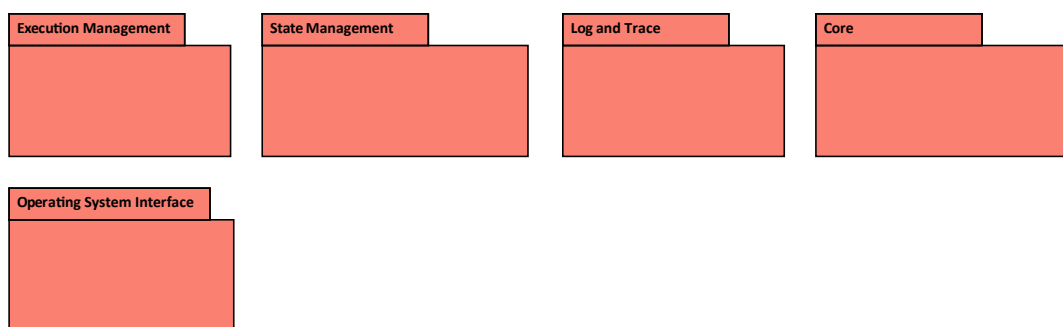 Execution Management
State Management
Log and Trace
Core
Operating System Interface